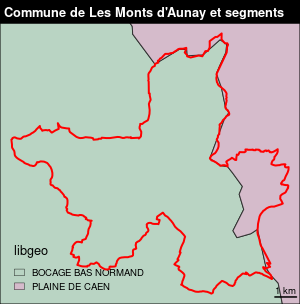 Commune de Les Monts d'Aunay et segments
libgeo
BOCAGE BAS NORMAND
PLAINE DE CAEN
1 km